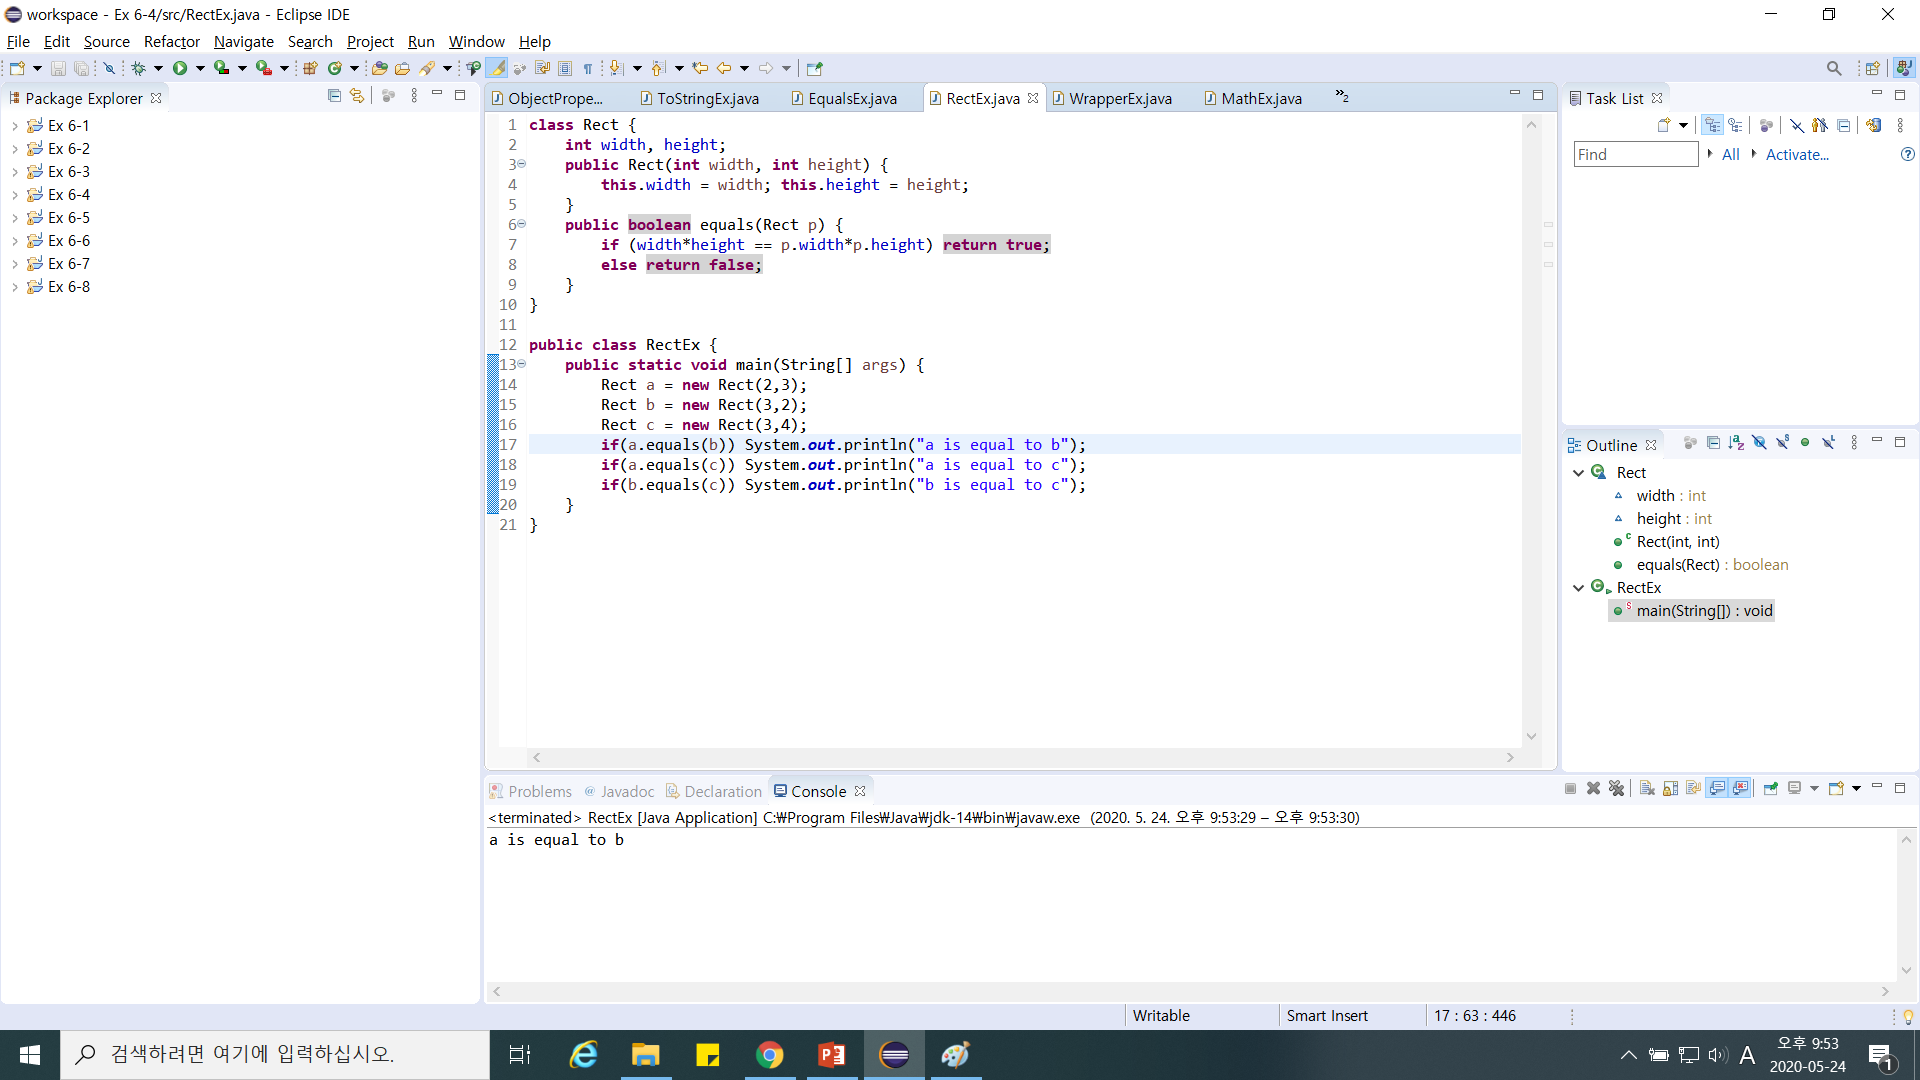 workspace - Ex 6-4/src/RectEx.java - Eclipse IDE
File Edit Source Refactor Navigate Search Project Run Window Help
Package Explorer
Ex 6-1
Ex 6-2
Ex 6-3
Ex 6-4
Ex 6-5
Ex 6-6
Ex 6-7
Ex 6-8
ObjectPrope... ToStringEx.java EqualsEx.java RectEx.java WrapperEx.java MathEx.java »2
1 class Rect {
2     int width, height;
3     public Rect(int width, int height) {
4         this.width = width; this.height = height;
5     }
6     public boolean equals(Rect p) {
7         if (width*height == p.width*p.height) return true;
8         else return false;
9     }
10 }
11
12 public class RectEx {
13     public static void main(String[] args) {
14         Rect a = new Rect(2,3);
15         Rect b = new Rect(3,2);
16         Rect c = new Rect(3,4);
17         if(a.equals(b)) System.out.println("a is equal to b");
18         if(a.equals(c)) System.out.println("a is equal to c");
19         if(b.equals(c)) System.out.println("b is equal to c");
20     }
21 }
Task List
Find All Activate...
Outline
Rect
width : int
height : int
Rect(int, int)
equals(Rect) : boolean
RectEx
main(String[]) : void
Problems @ Javadoc Declaration Console
<terminated> RectEx [Java Application] C:₩Program Files₩Java₩jdk-14₩bin₩javaw.exe (2020. 5. 24. 오후 9:53:29 – 오후 9:53:30)
a is equal to b
Writable Smart Insert 17 : 63 : 446
검색하려면 여기에 입력하십시오.
A
오후 9:53
2020-05-24
1